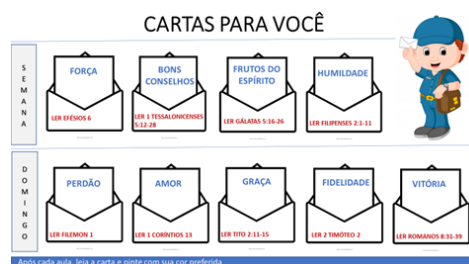 CARTAS PARA VOCÊ
SEMANA
FORÇA
LER EFÉSIOS 6
BONS
CONSELHOS
LER 1 TESSALONICENSES
5:12-28
FRUTOS DO
ESPÍRITO
LER GÁLATAS 5:16-26
HUMILDADE
LER FILIPENSES 2:1-11
DOMINGO
PERDÃO
LER FILEMON 1
AMOR
LER 1 CORÍNTIOS 13
GRAÇA
LER TITO 2:11-15
FIDELIDADE
LER 2 TIMÓTEO 2
VITÓRIA
LER ROMANOS 8:31-39
Após cada aula, leia a carta e pinte com sua cor preferida